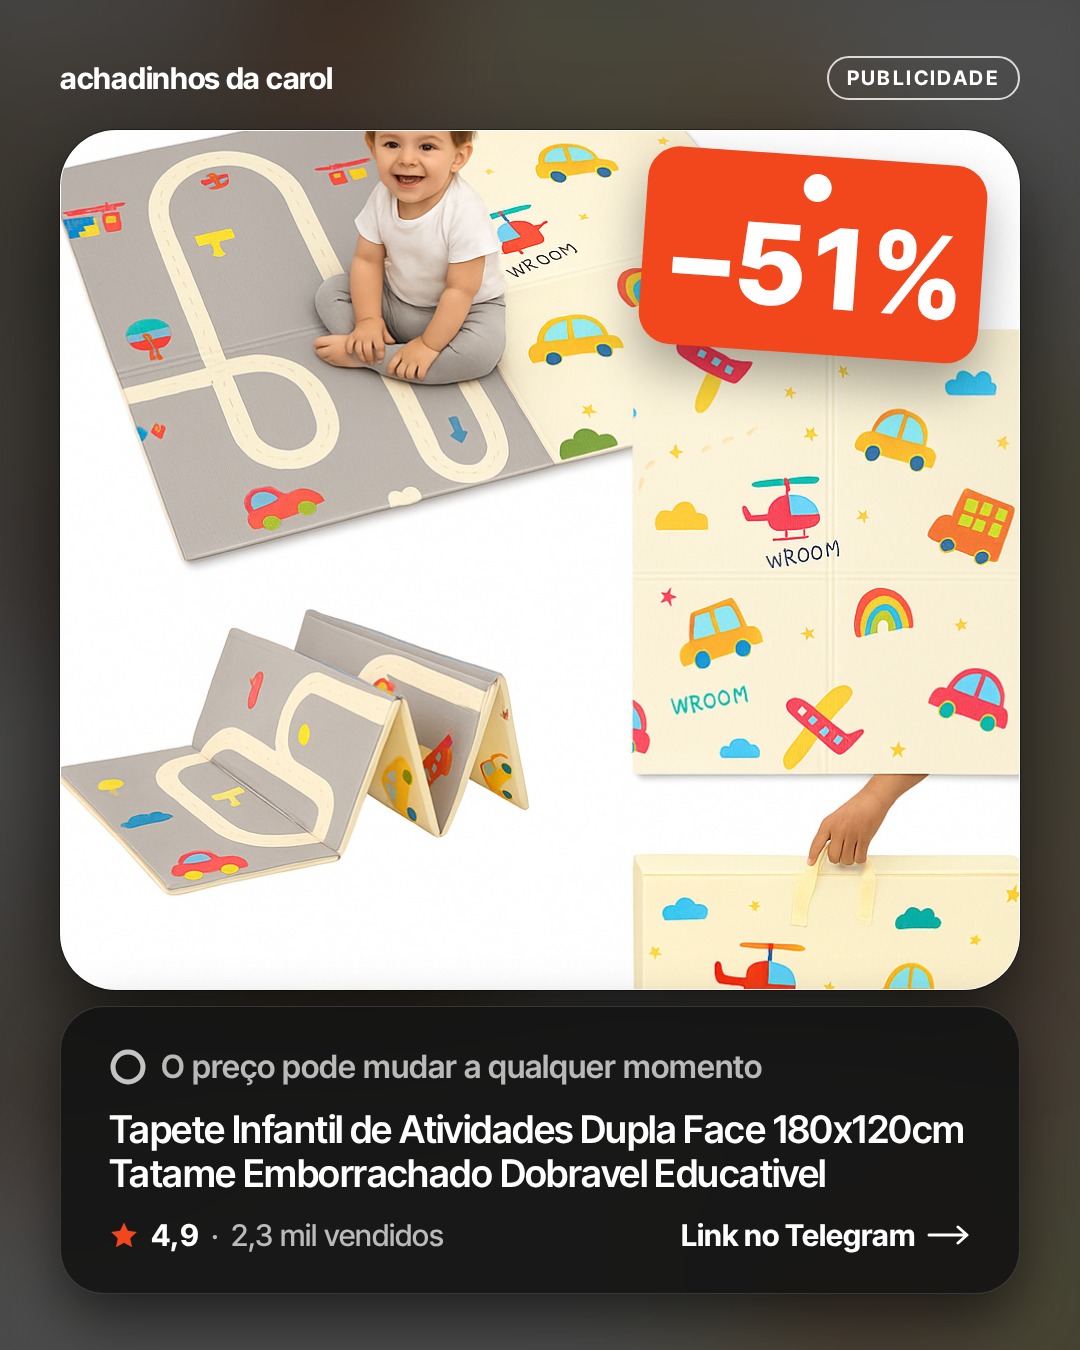 achadinhos da carol
PUBLICIDADE
-51%
WROOM
WROOM
WROOM
O preço pode mudar a qualquer momento
Tapete Infantil de Atividades Dupla Face 180x120cm
Tatame Emborrachado Dobravel Educativel
4,9 · 2,3 mil vendidos
Link no Telegram →